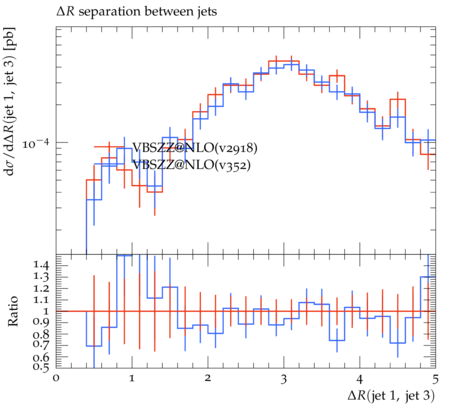 ΔR separation between jets
dσ/dΔR(jet 1, jet 3) [pb]
10⁻⁴
VBSZZ@NLO(v2918)
VBSZZ@NLO(v352)
Ratio
1.4
1.3
1.2
1.1
1
0.9
0.8
0.7
0.6
0.5
0 1 2 3 4 5
ΔR(jet 1, jet 3)